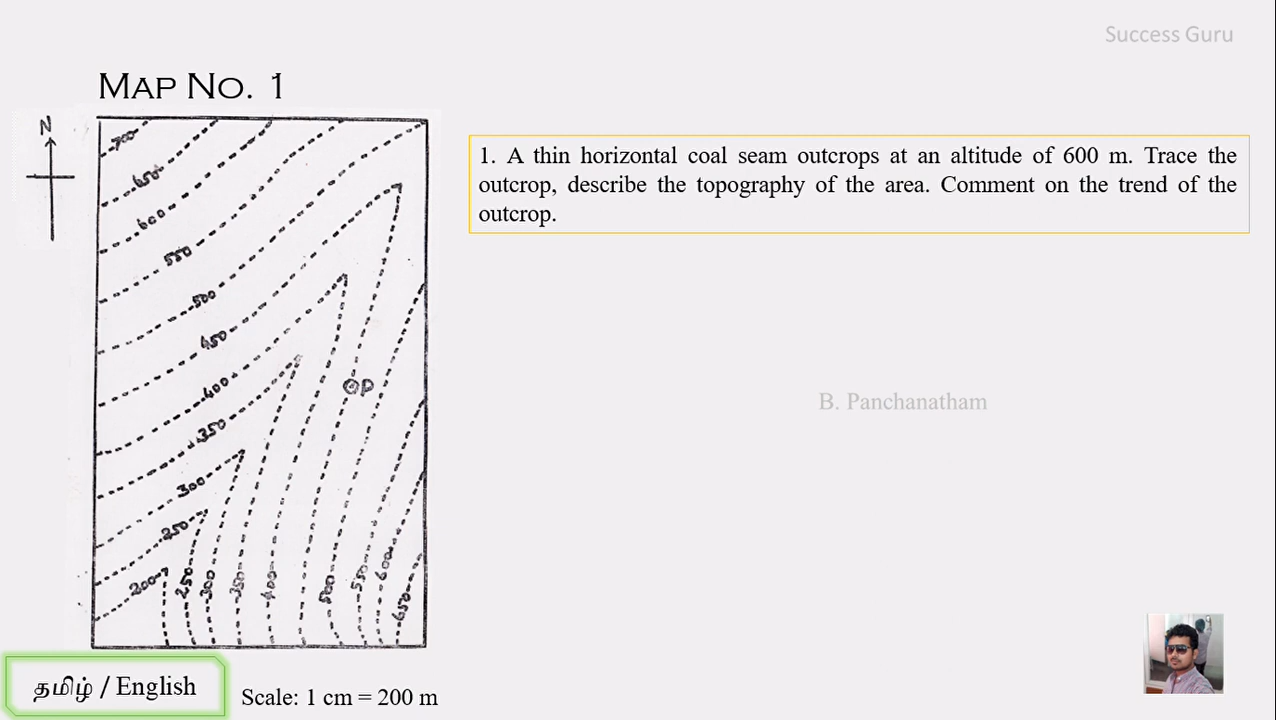 Success Guru
MAP NO. 1
N
1. A thin horizontal coal seam outcrops at an altitude of 600 m. Trace the
outcrop, describe the topography of the area. Comment on the trend of the
outcrop.
700
650
600
550
500
450
400
350
300
250
200
P
B. Panchanatham
250
300
350
400
500
550
600
650
தமிழ் / English
Scale: 1 cm = 200 m